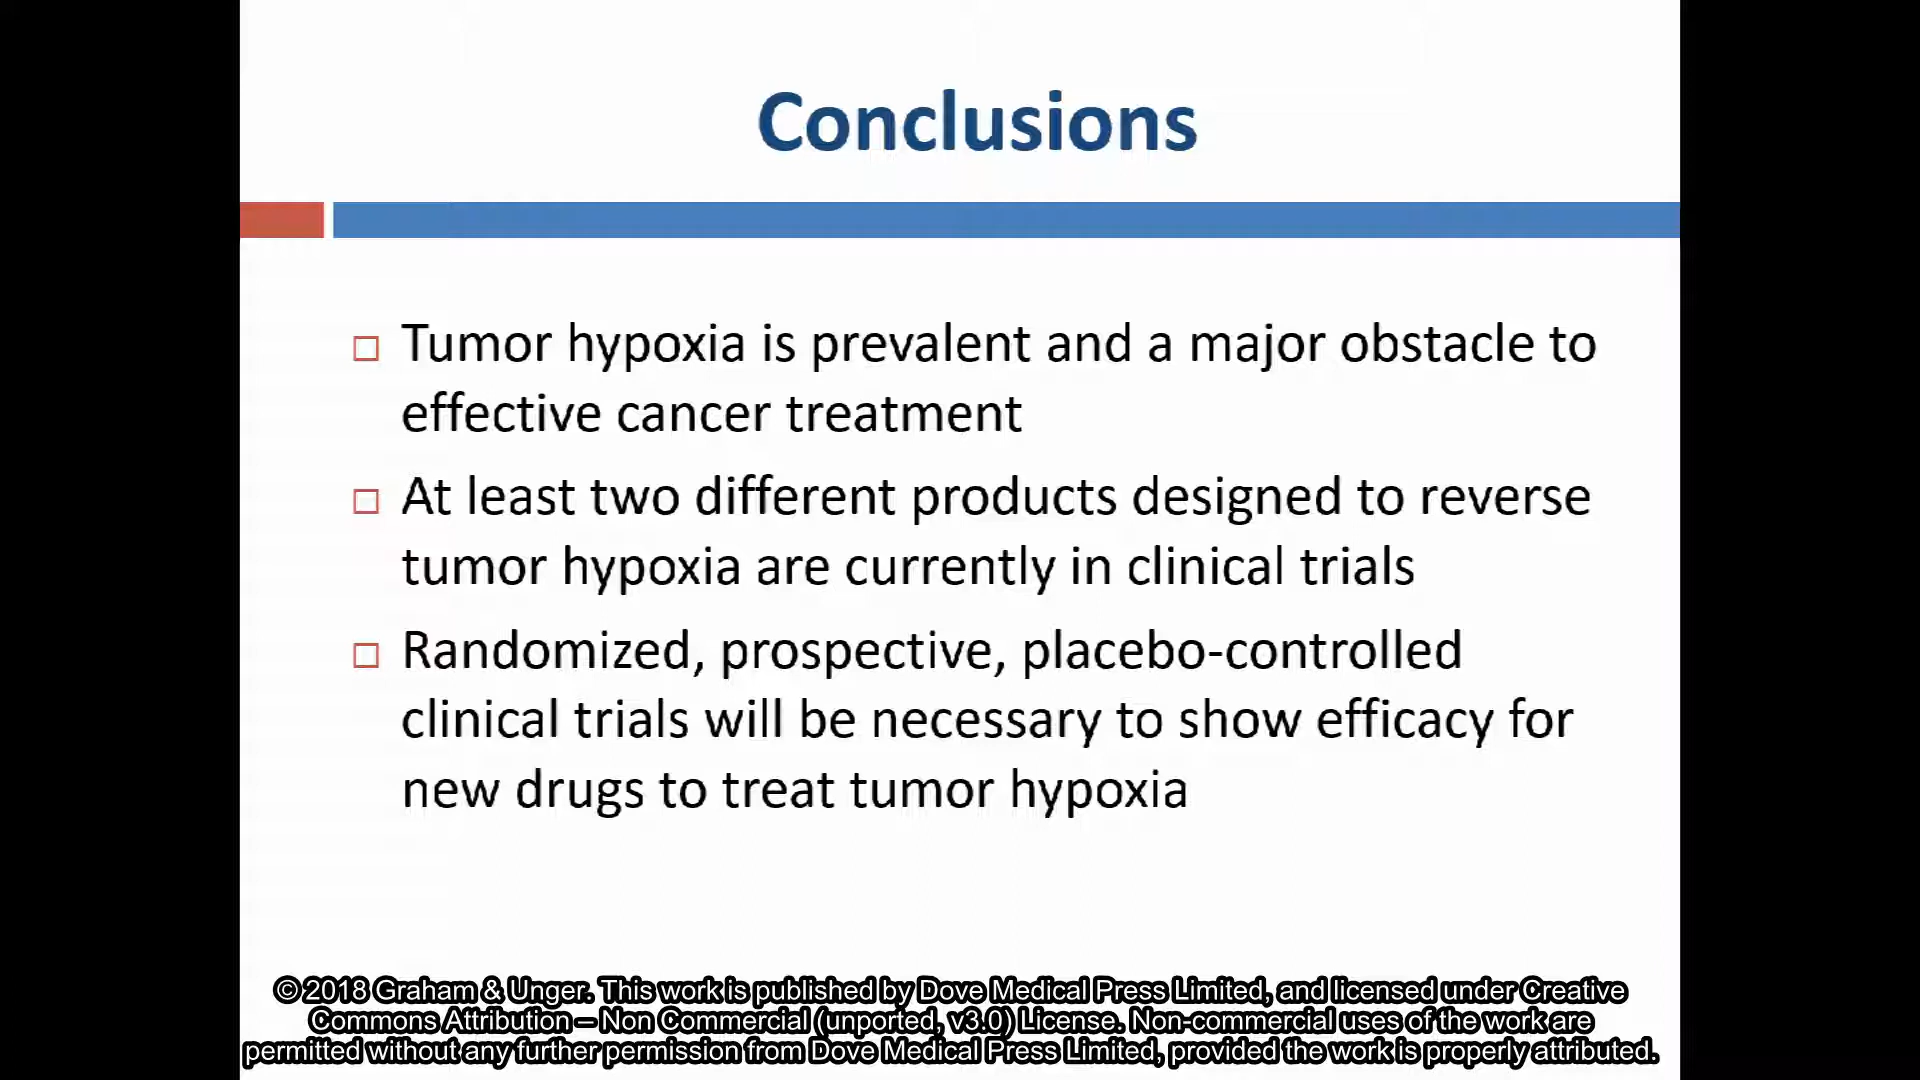 Conclusions
Tumor hypoxia is prevalent and a major obstacle to
effective cancer treatment
At least two different products designed to reverse
tumor hypoxia are currently in clinical trials
Randomized, prospective, placebo-controlled
clinical trials will be necessary to show efficacy for
new drugs to treat tumor hypoxia
© 2018 Graham & Unger. This work is published by Dove Medical Press Limited, and licensed under Creative
Commons Attribution – Non Commercial (unported, v3.0) License. Non-commercial uses of the work are
permitted without any further permission from Dove Medical Press Limited, provided the work is properly attributed.